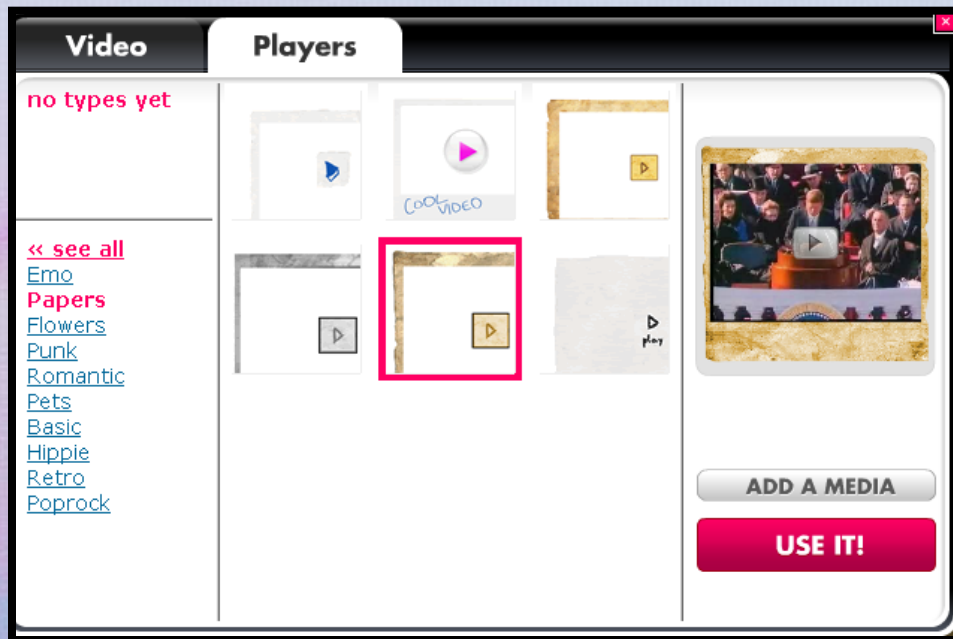 Video
Players
no types yet
COOL VIDEO
play
« see all
Emo
Papers
Flowers
Punk
Romantic
Pets
Basic
Hippie
Retro
Poprock
ADD A MEDIA
USE IT!